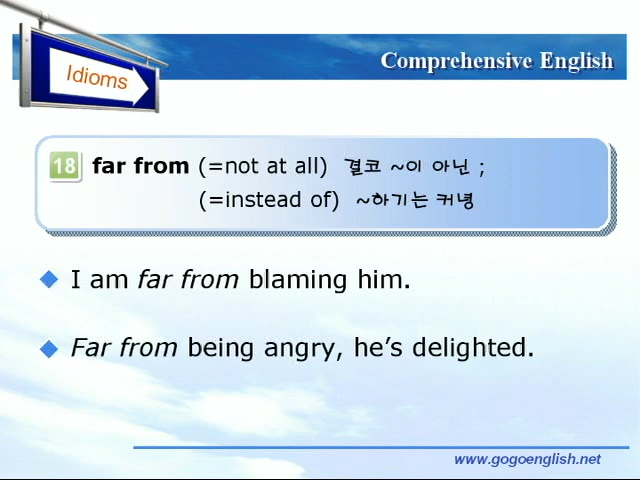 Idioms
Comprehensive English
18 far from (=not at all) 결코 ~이 아닌 ;
(=instead of) ~하기는 커녕
I am far from blaming him.
Far from being angry, he’s delighted.
www.gogoenglish.net